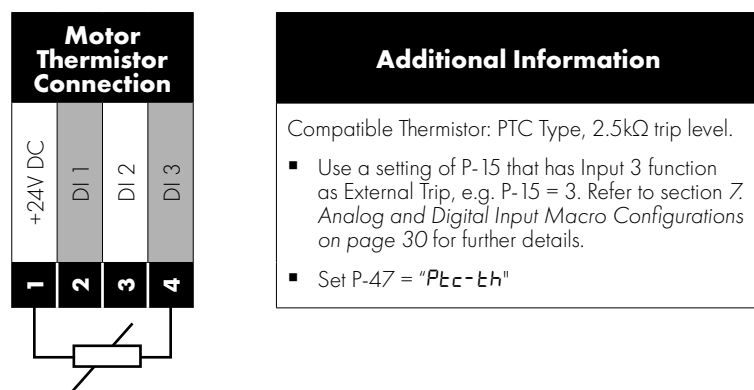 Motor
Thermistor
Connection
+24V DC
DI 1
DI 2
DI 3
1
2
3
4
Additional Information
Compatible Thermistor: PTC Type, 2.5kΩ trip level.
▪ Use a setting of P-15 that has Input 3 function
as External Trip, e.g. P-15 = 3. Refer to section 7.
Analog and Digital Input Macro Configurations
on page 30 for further details.
▪ Set P-47 = “Ptc-th"